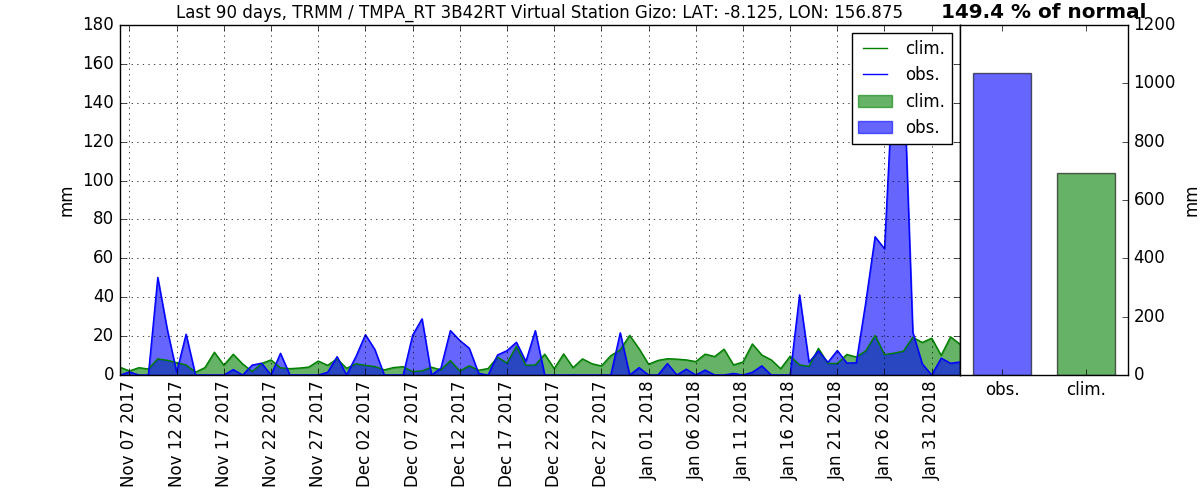 Last 90 days, TRMM / TMPA_RT 3B42RT Virtual Station Gizo: LAT: -8.125, LON: 156.875
149.4 % of normal
180
160
140
120
100
80
60
40
20
0
mm
clim.
obs.
clim.
obs.
Nov 07 2017
Nov 12 2017
Nov 17 2017
Nov 22 2017
Nov 27 2017
Dec 02 2017
Dec 07 2017
Dec 12 2017
Dec 17 2017
Dec 22 2017
Dec 27 2017
Jan 01 2018
Jan 06 2018
Jan 11 2018
Jan 16 2018
Jan 21 2018
Jan 26 2018
Jan 31 2018
1200
1000
800
600
400
200
0
mm
obs.
clim.